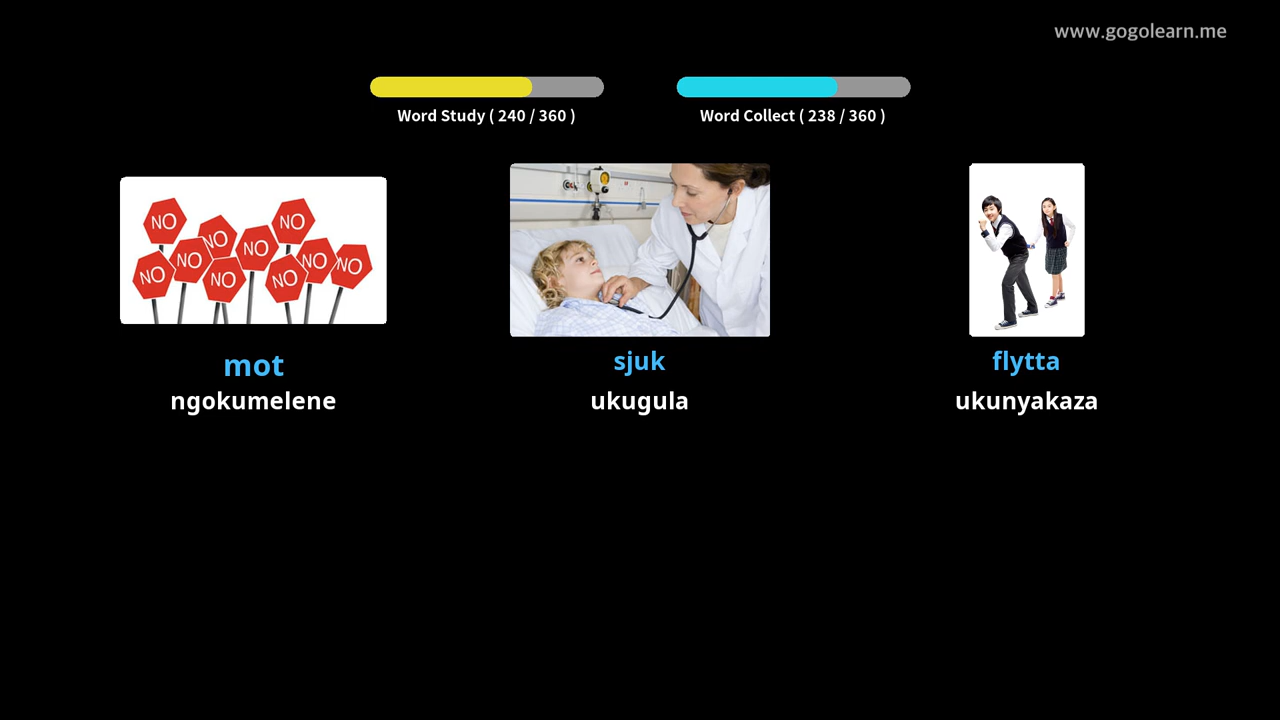 www.gogolearn.me
Word Study ( 240 / 360 )
Word Collect ( 238 / 360 )
NO NO NO NO NO NO NO NO NO
mot
ngokumelene
sjuk
ukugula
flytta
ukunyakaza